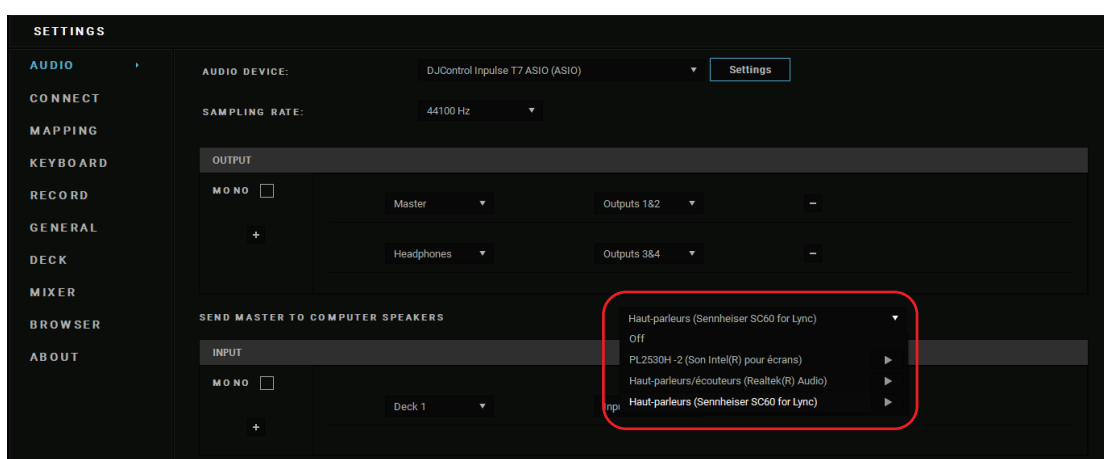 SETTINGS
AUDIO
CONNECT
MAPPING
KEYBOARD
RECORD
GENERAL
DECK
MIXER
BROWSER
ABOUT
AUDIO DEVICE: DJControl Inpulse T7 ASIO (ASIO) Settings
SAMPLING RATE: 44100 Hz
OUTPUT
MONO
Master Outputs 1&2 −
+
Headphones Outputs 3&4 −
SEND MASTER TO COMPUTER SPEAKERS Haut-parleurs (Sennheiser SC60 for Lync)
Off
PL2530H -2 (Son Intel(R) pour écrans)
Haut-parleurs/écouteurs (Realtek(R) Audio)
Haut-parleurs (Sennheiser SC60 for Lync)
INPUT
MONO
Deck 1
+